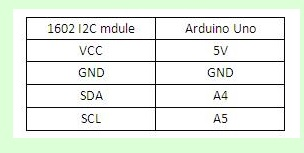 1602 I2C mdule Arduino Uno
VCC 5V
GND GND
SDA A4
SCL A5